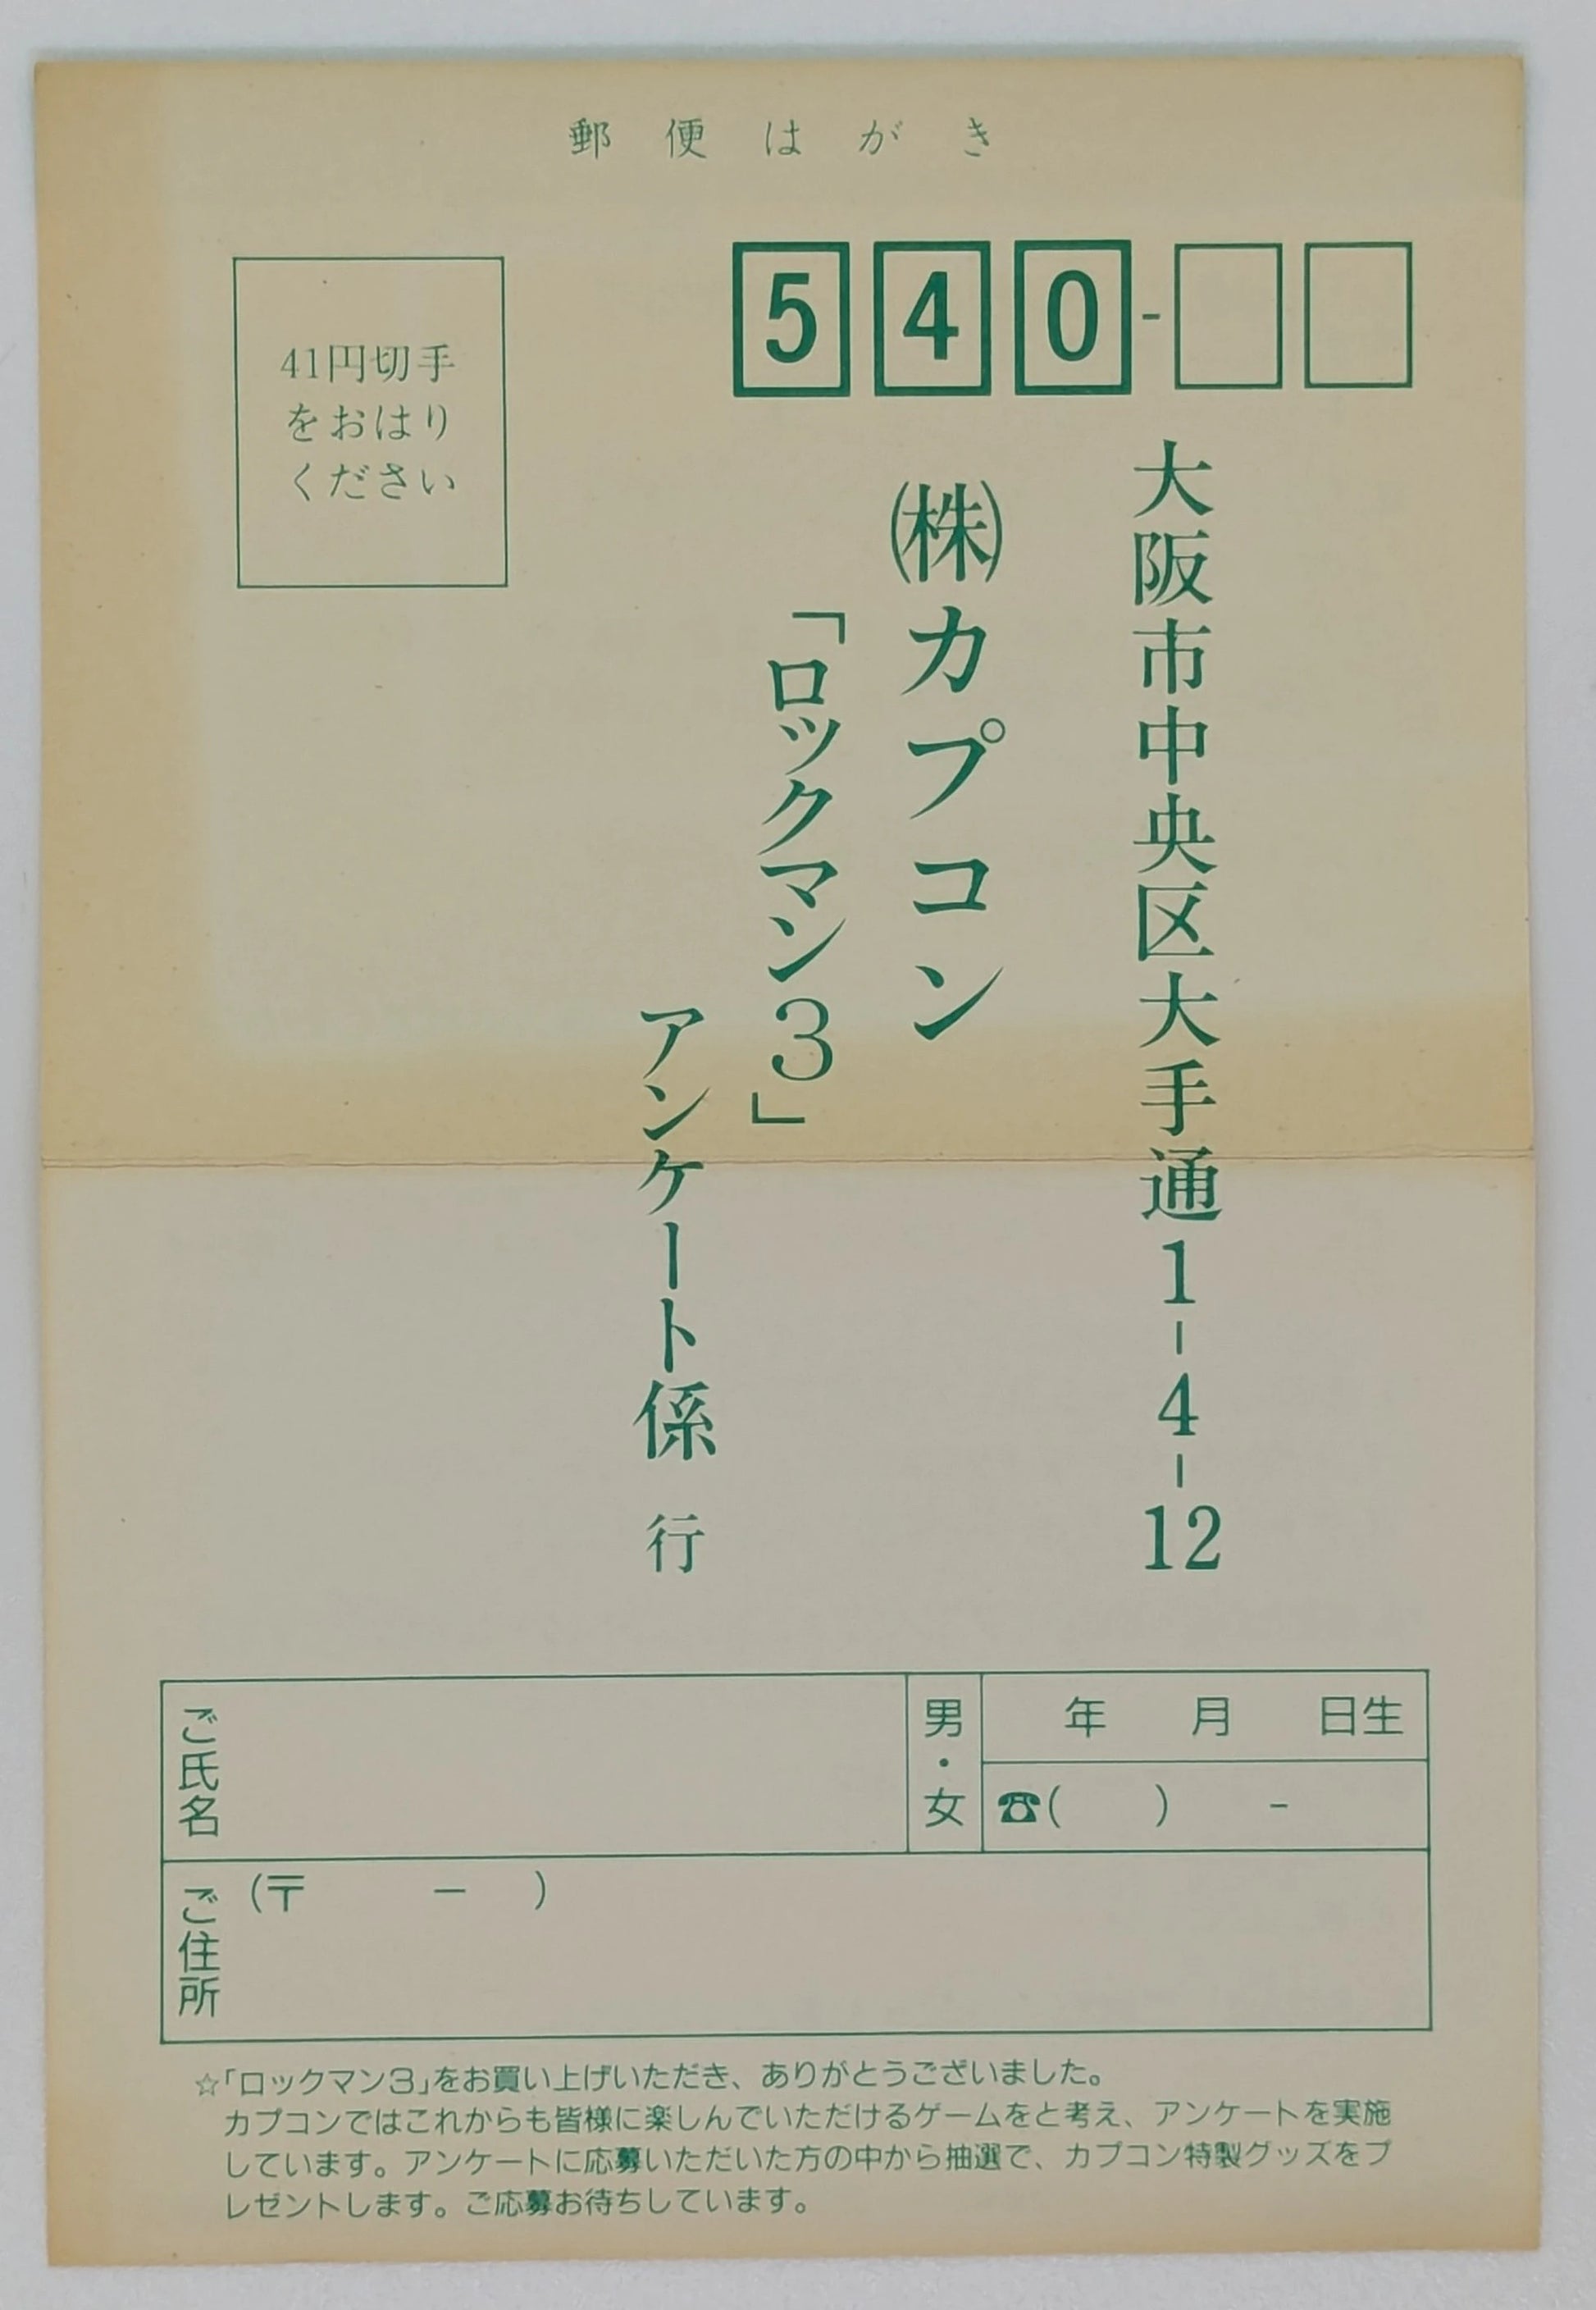 郵便はがき
540-
41円切手
をおはり
ください
大阪市中央区大手通1-4-12
㈱カプコン
「ロックマン3」
アンケート係 行
ご氏名
男・女
年 月 日生
☎( ) -
ご住所
(〒 - )
☆「ロックマン3」をお買い上げいただき、ありがとうございました。
カプコンではこれからも皆様に楽しんでいただけるゲームをと考え、アンケートを実施
しています。アンケートに応募いただいた方の中から抽選で、カプコン特製グッズをプ
レゼントします。ご応募お待ちしています。